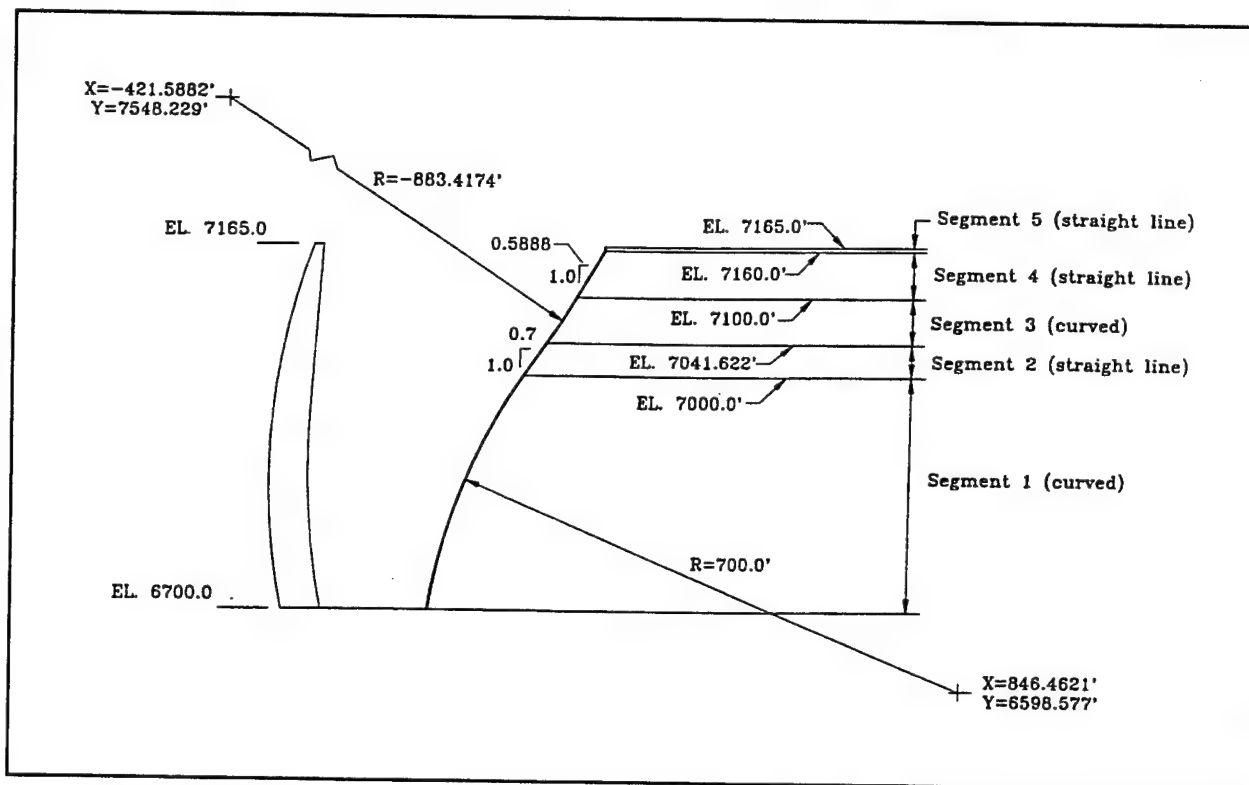 X=-421.5882'
Y=7548.229'
R=-883.4174'
EL. 7165.0
0.5888
1.0
EL. 7165.0'
Segment 5 (straight line)
EL. 7160.0'
Segment 4 (straight line)
EL. 7100.0'
Segment 3 (curved)
0.7
1.0
EL. 7041.622'
Segment 2 (straight line)
EL. 7000.0'
Segment 1 (curved)
R=700.0'
EL. 6700.0
X=846.4621'
Y=6598.577'